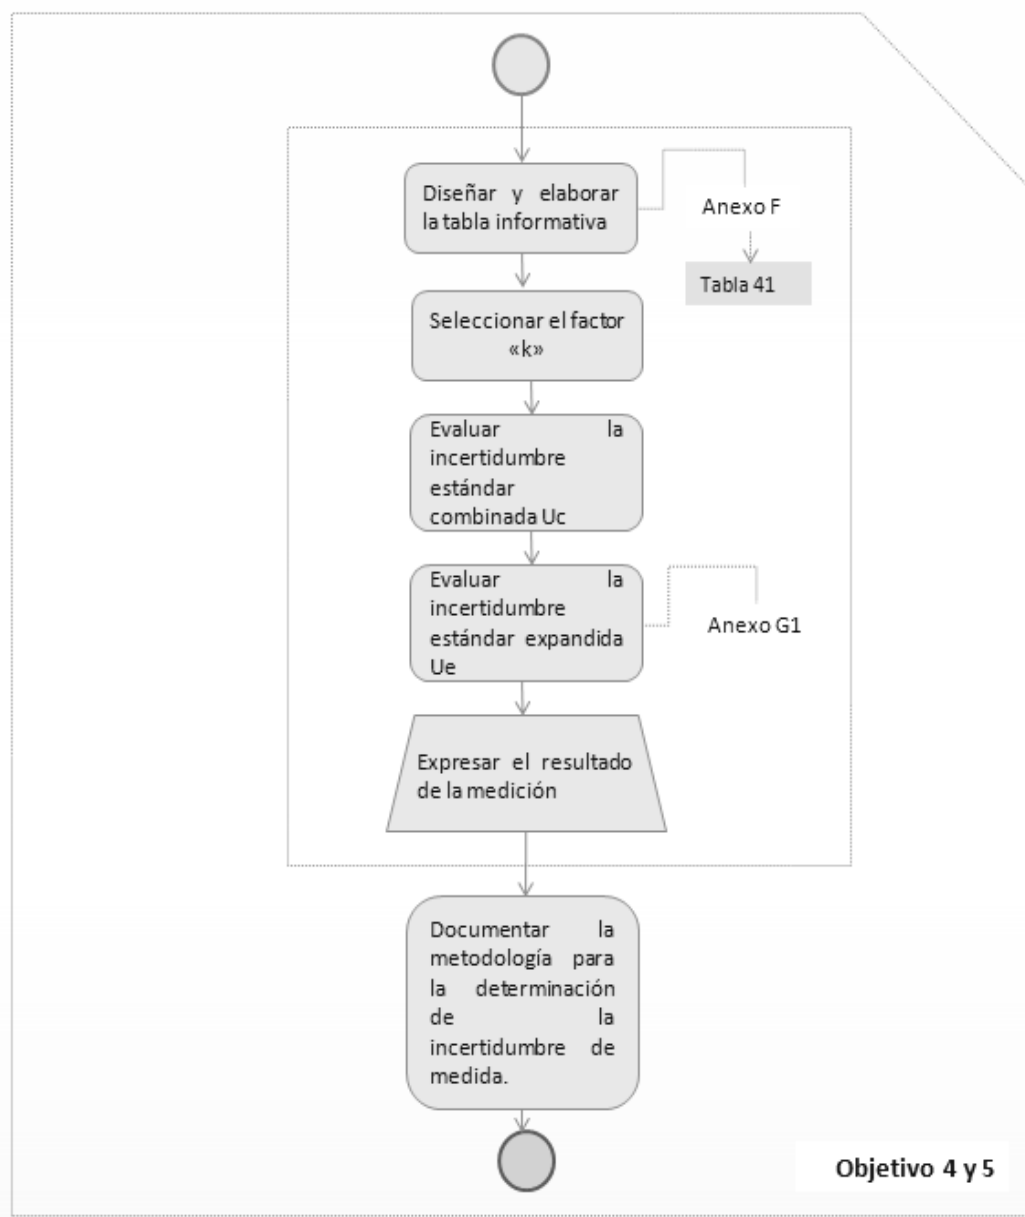 Diseñar y elaborar
la tabla informativa
Anexo F
Tabla 41
Seleccionar el factor
«k»
Evaluar la
incertidumbre
estándar
combinada Uc
Evaluar la
incertidumbre
estándar expandida
Ue
Anexo G1
Expresar el resultado
de la medición
Documentar la
metodología para
la determinación
de la
incertidumbre de
medida.
Objetivo 4 y 5